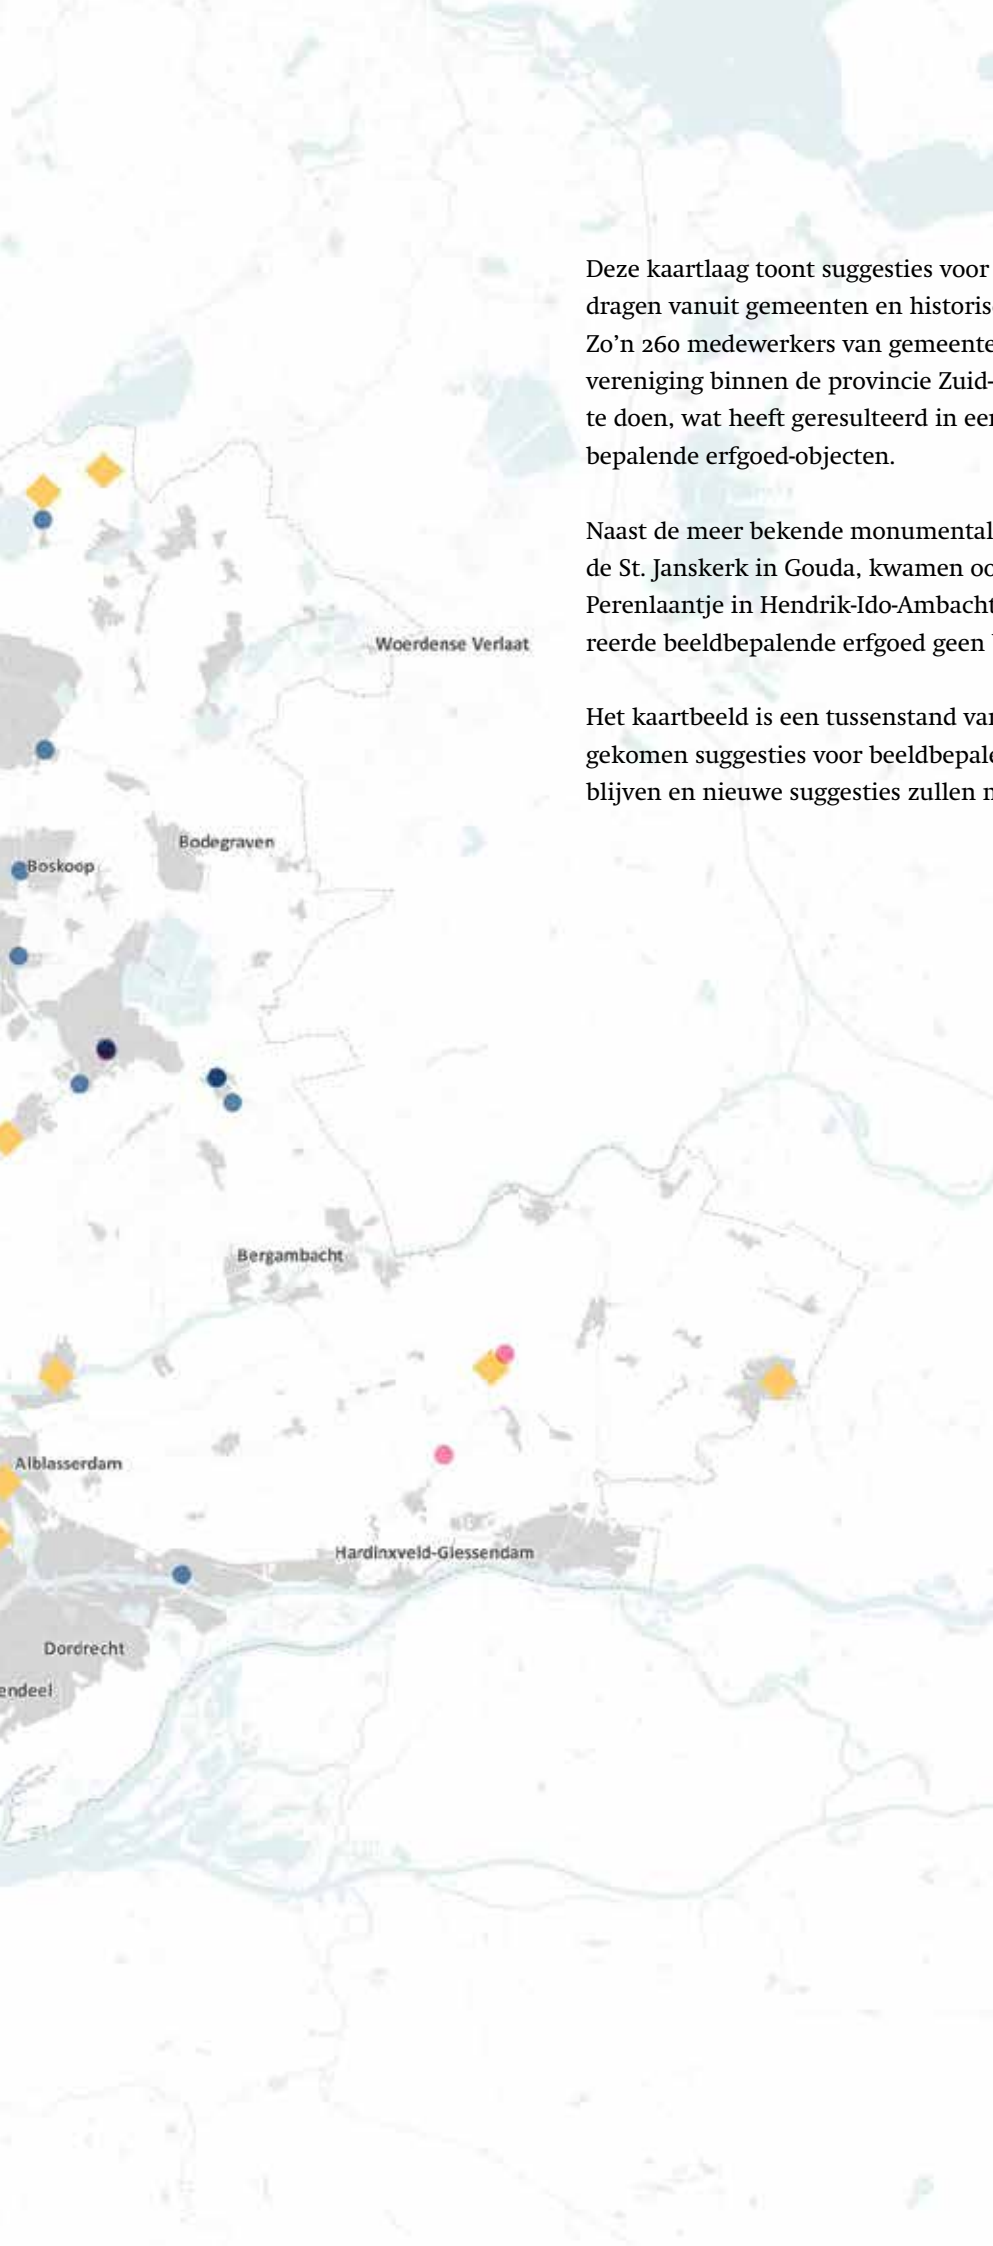 Deze kaartlaag toont suggesties voor
dragen vanuit gemeenten en historis
Zo’n 260 medewerkers van gemeente
vereniging binnen de provincie Zuid-
te doen, wat heeft geresulteerd in een
bepalende erfgoed-objecten.
Naast de meer bekende monumental
de St. Janskerk in Gouda, kwamen oo
Perenlaantje in Hendrik-Ido-Ambacht
reerde beeldbepalende erfgoed geen
Het kaartbeeld is een tussenstand van
gekomen suggesties voor beeldbepale
blijven en nieuwe suggesties zullen
Woerdense Verlaat
Bodegraven
Boskoop
Bergambacht
Alblasserdam
Hardinxveld-Giessendam
Dordrecht
endeel